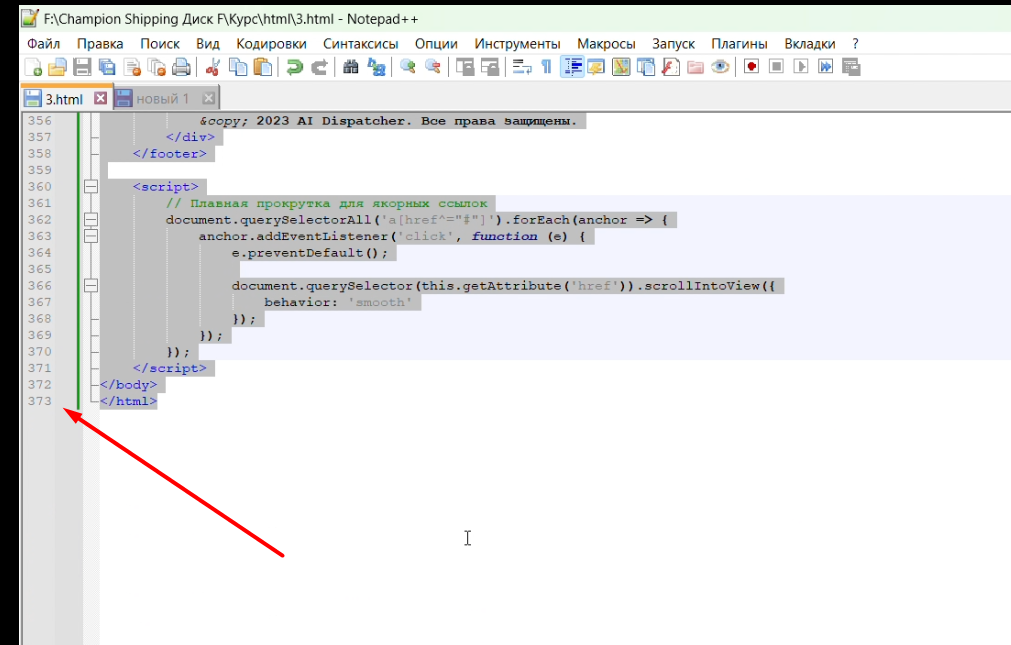 F:\Champion Shipping Диск F\Курс\html\3.html - Notepad++
Файл Правка Поиск Вид Кодировки Синтаксисы Опции Инструменты Макросы Запуск Плагины Вкладки ?
3.html новый 1
356 &copy; 2023 AI Dispatcher. Все права защищены.
357 </div>
358 </footer>
359
360 <script>
361 // Плавная прокрутка для якорных ссылок
362 document.querySelectorAll('a[href^="#"]').forEach(anchor => {
363 anchor.addEventListener('click', function (e) {
364 e.preventDefault();
365
366 document.querySelector(this.getAttribute('href')).scrollIntoView({
367 behavior: 'smooth'
368 });
369 });
370 });
371 </script>
372 </body>
373 </html>